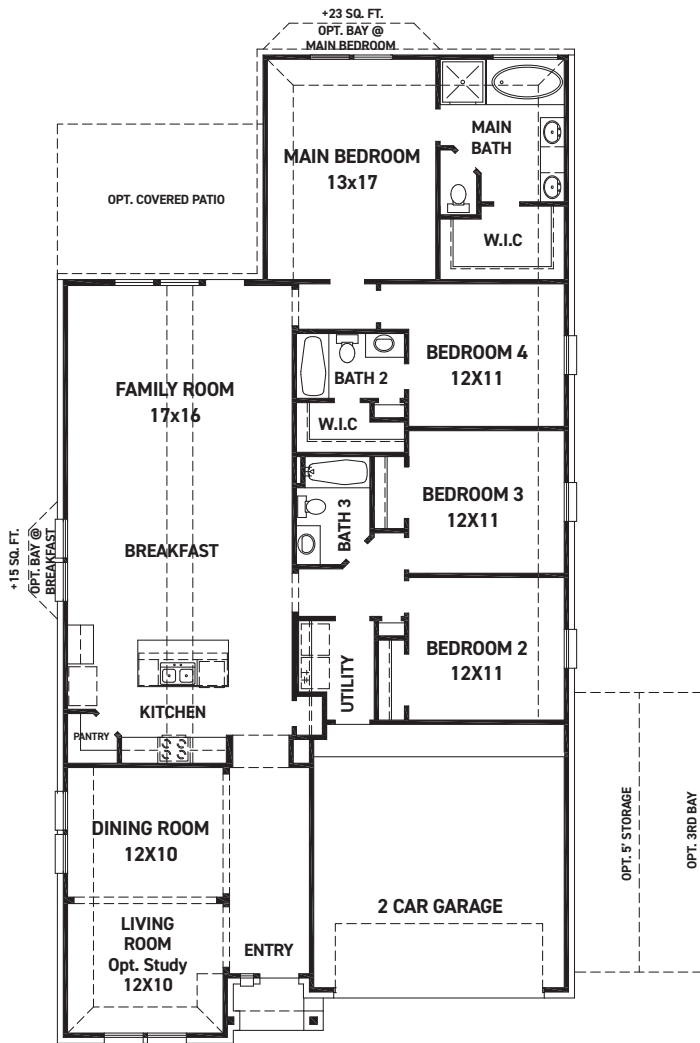 +23 SQ. FT.
OPT. BAY @
MAIN BEDROOM
MAIN BEDROOM
13x17
MAIN
BATH
OPT. COVERED PATIO
W.I.C
BEDROOM 4
12X11
BATH 2
FAMILY ROOM
17x16
W.I.C
BEDROOM 3
12X11
BATH 3
+15 SQ. FT.
OPT. BAY @
BREAKFAST
BREAKFAST
BEDROOM 2
12X11
UTILITY
KITCHEN
PANTRY
DINING ROOM
12X10
OPT. 5' STORAGE
OPT. 3RD BAY
2 CAR GARAGE
LIVING
ROOM
Opt. Study
12X10
ENTRY